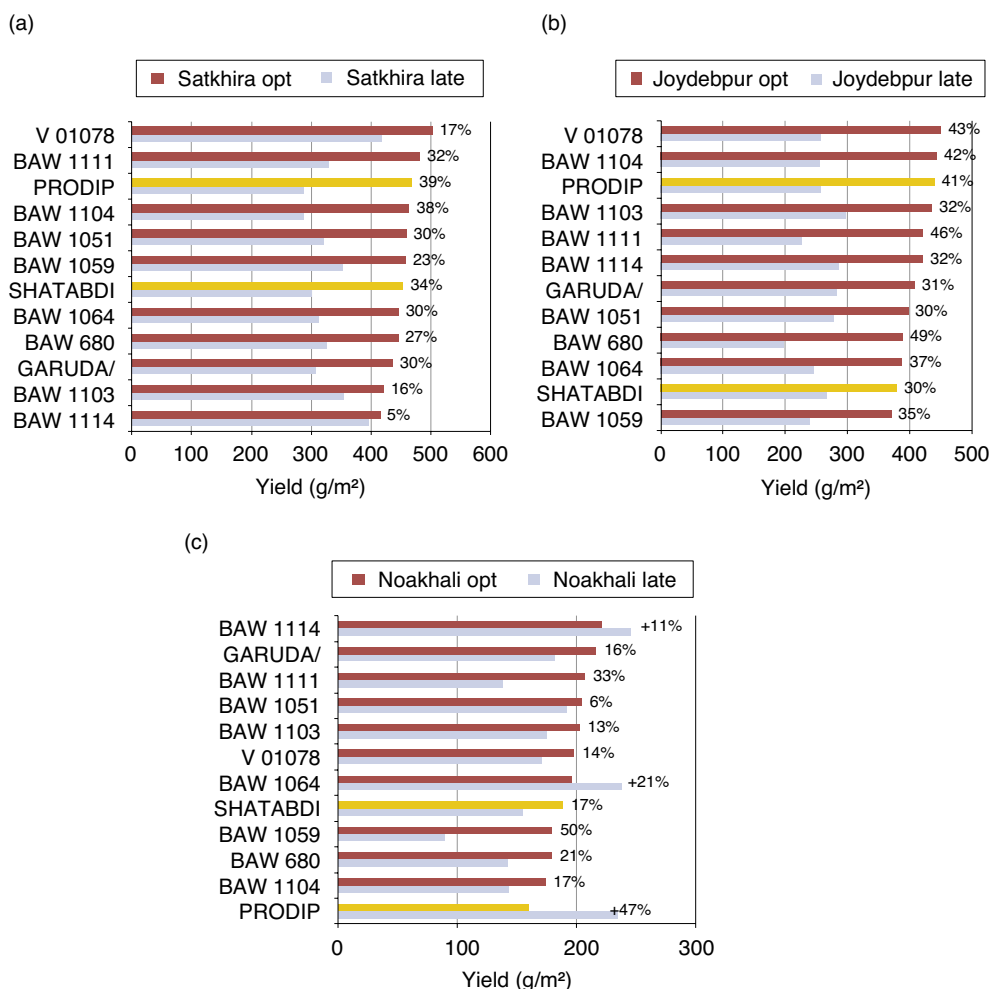 (a)
Satkhira opt Satkhira late
V 01078 17%
BAW 1111 32%
PRODIP 39%
BAW 1104 38%
BAW 1051 30%
BAW 1059 23%
SHATABDI 34%
BAW 1064 30%
BAW 680 27%
GARUDA/ 30%
BAW 1103 16%
BAW 1114 5%
0 100 200 300 400 500 600
Yield (g/m²)
(b)
Joydebpur opt Joydebpur late
V 01078 43%
BAW 1104 42%
PRODIP 41%
BAW 1103 32%
BAW 1111 46%
BAW 1114 32%
GARUDA/ 31%
BAW 1051 30%
BAW 680 49%
BAW 1064 37%
SHATABDI 30%
BAW 1059 35%
0 100 200 300 400 500
Yield (g/m²)
(c)
Noakhali opt Noakhali late
BAW 1114 +11%
GARUDA/ 16%
BAW 1111 33%
BAW 1051 6%
BAW 1103 13%
V 01078 14%
BAW 1064 +21%
SHATABDI 17%
BAW 1059 50%
BAW 680 21%
BAW 1104 17%
PRODIP +47%
0 100 200 300
Yield (g/m²)